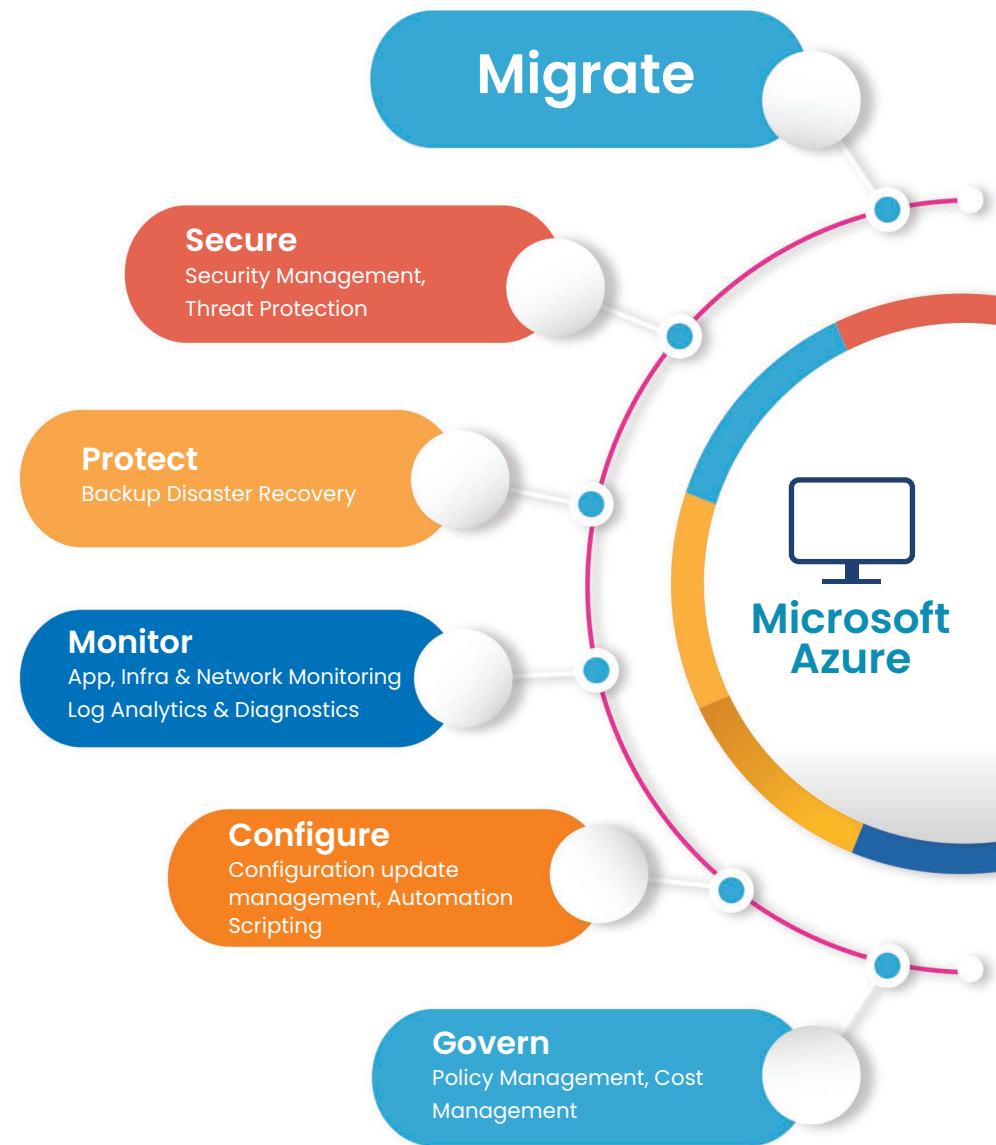 Migrate
Secure
Security Management,
Threat Protection
Protect
Backup Disaster Recovery
Monitor
App, Infra & Network Monitoring
Log Analytics & Diagnostics
Configure
Configuration update
management, Automation
Scripting
Govern
Policy Management, Cost
Management
Microsoft
Azure